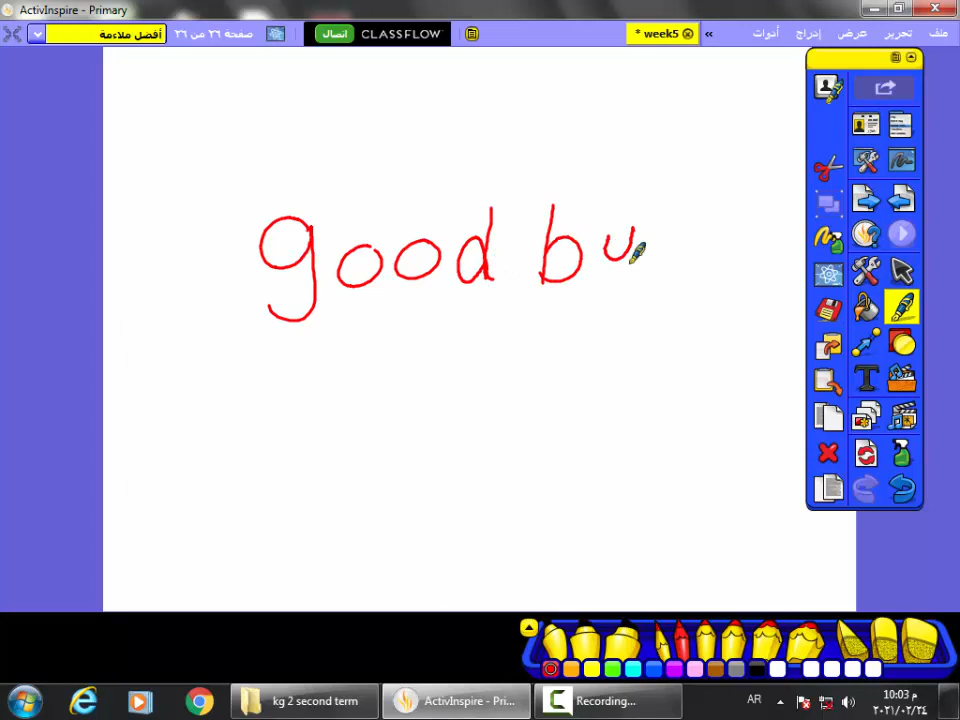 ActivInspire - Primary
أفضل ملاءمة
صفحة ٢٦ من ٢٦
اتصال CLASSFLOW
week5 *
»
أدوات
إدراج
عرض
تحرير
ملف
good bu
kg 2 second term
ActivInspire - Pri...
Recording...
AR
10:03 م
٢٠٢١/٠٢/٢٤